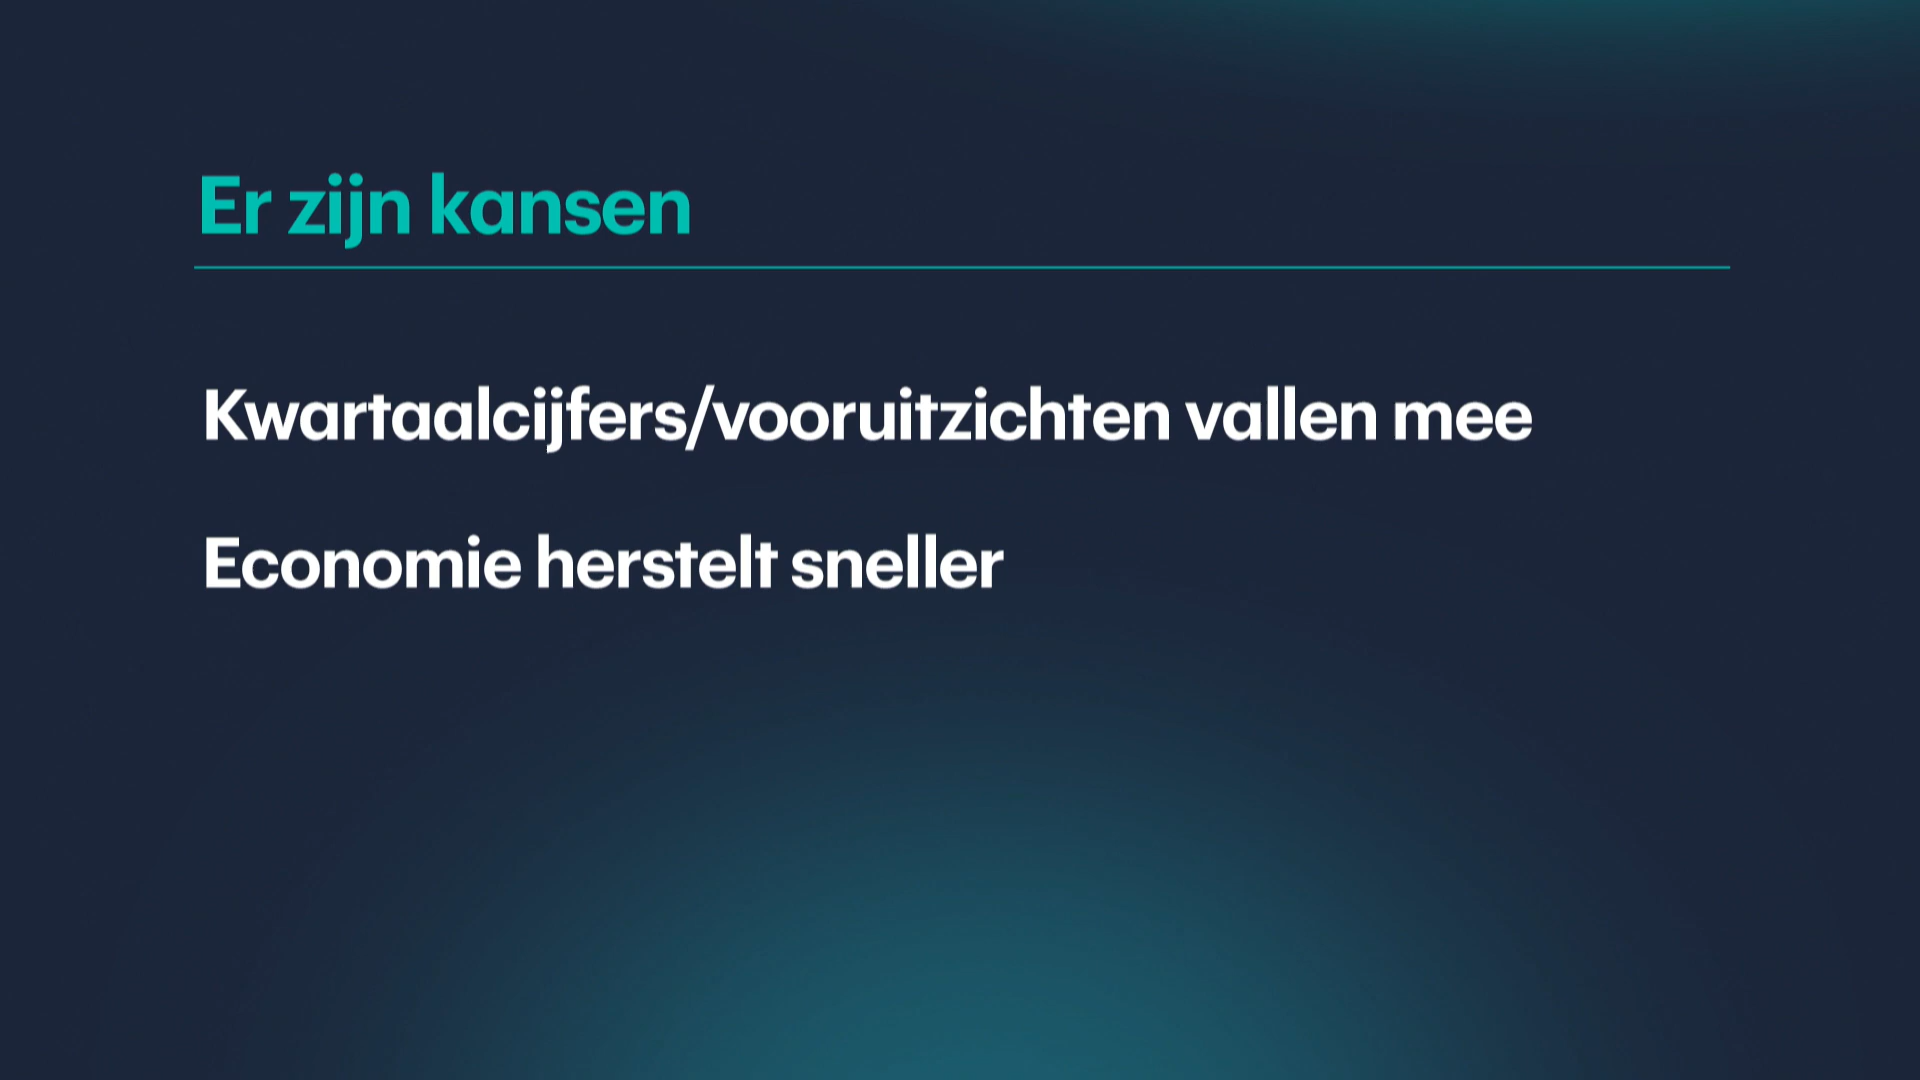 Er zijn kansen
Kwartaalcijfers/vooruitzichten vallen mee
Economie herstelt sneller